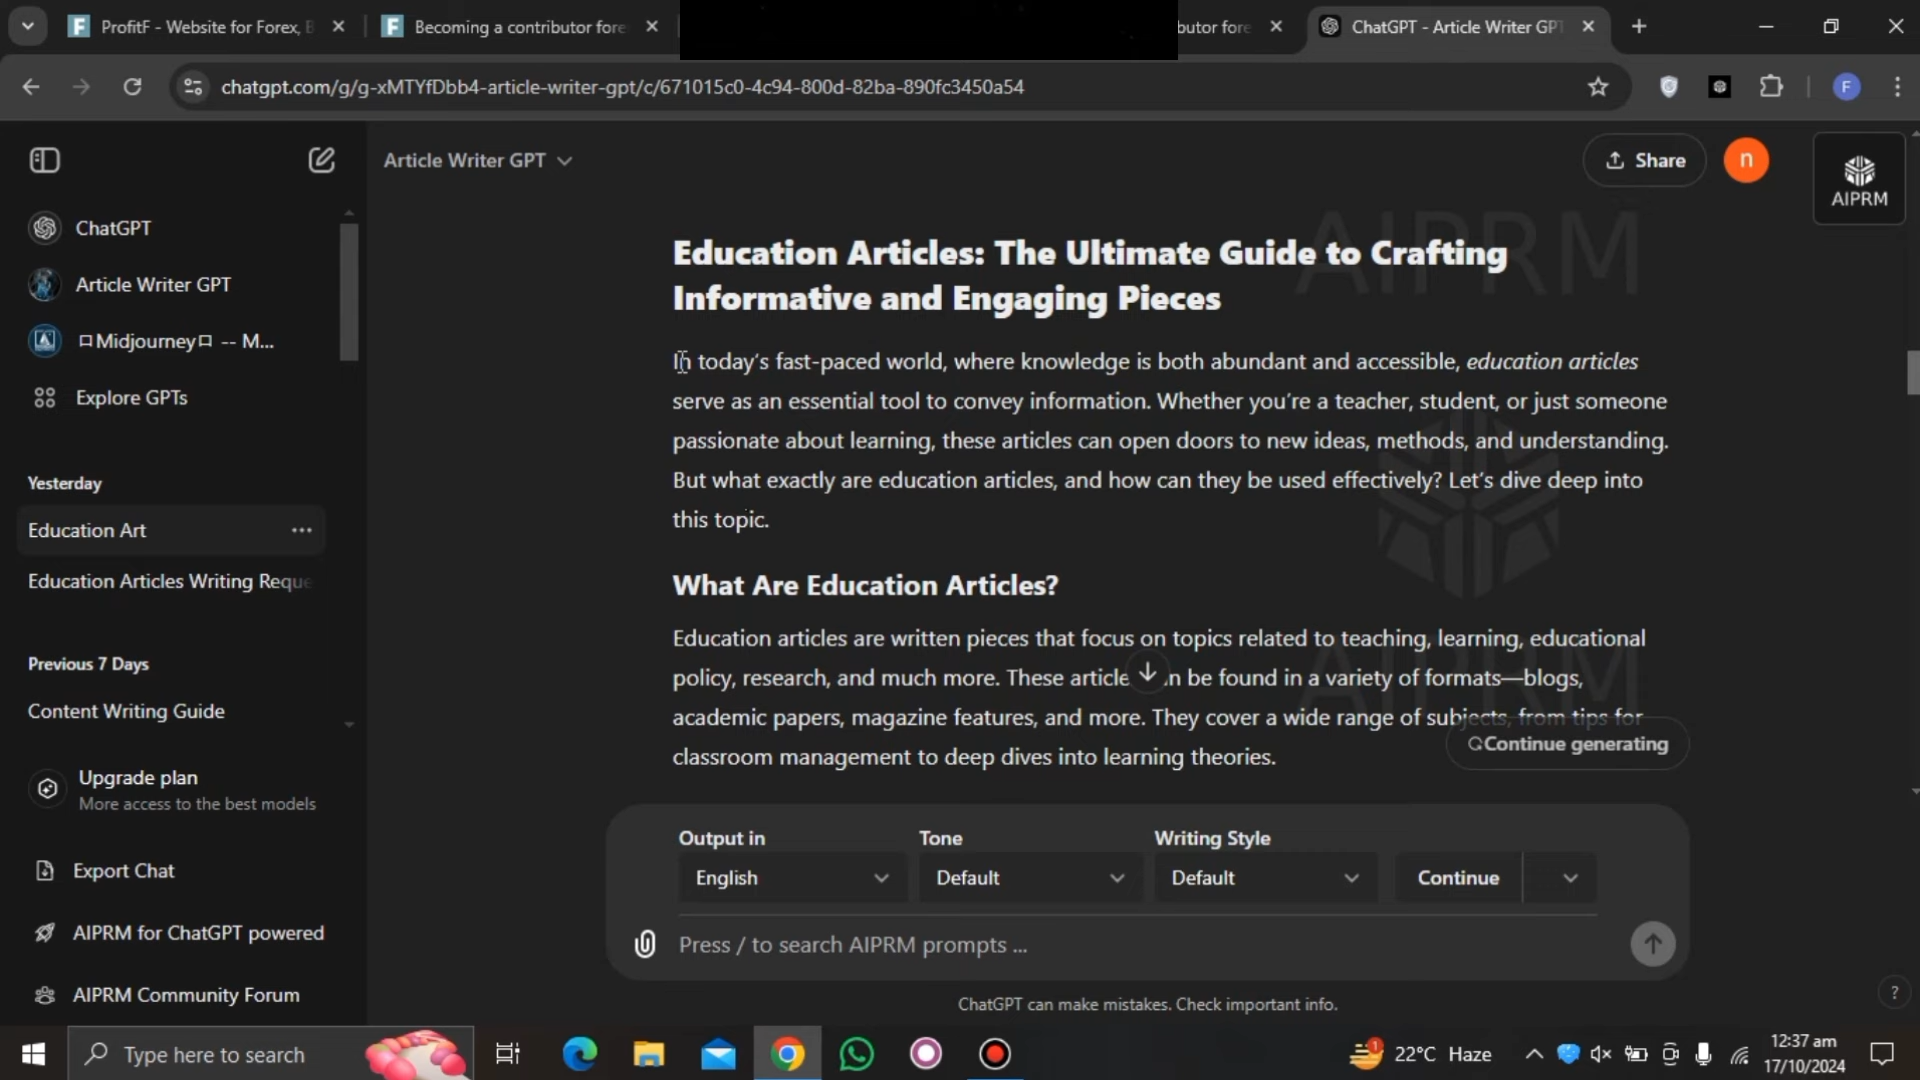 ProfitF - Website for Forex, B
Becoming a contributor fore
butor fore
ChatGPT - Article Writer GPT
chatgpt.com/g/g-xMTYfDbb4-article-writer-gpt/c/671015c0-4c94-800d-82ba-890fc3450a54
F
Article Writer GPT
Share
n
AIPRM
ChatGPT
Article Writer GPT
Midjourney -- M...
Explore GPTs
Yesterday
Education Art
Education Articles Writing Reque
Previous 7 Days
Content Writing Guide
Upgrade plan
More access to the best models
Export Chat
AIPRM for ChatGPT powered
AIPRM Community Forum
AIPRM
Education Articles: The Ultimate Guide to Crafting
Informative and Engaging Pieces
In today's fast-paced world, where knowledge is both abundant and accessible, education articles
serve as an essential tool to convey information. Whether you're a teacher, student, or just someone
passionate about learning, these articles can open doors to new ideas, methods, and understanding.
But what exactly are education articles, and how can they be used effectively? Let's dive deep into
this topic.
What Are Education Articles?
Education articles are written pieces that focus on topics related to teaching, learning, educational
policy, research, and much more. These article n be found in a variety of formats—blogs,
academic papers, magazine features, and more. They cover a wide range of subjects, from tips for
classroom management to deep dives into learning theories.
AIPRM
Continue generating
Output in
Tone
Writing Style
English
Default
Default
Continue
Press / to search AIPRM prompts ...
ChatGPT can make mistakes. Check important info.
?
Type here to search
1
22°C Haze
12:37 am
17/10/2024